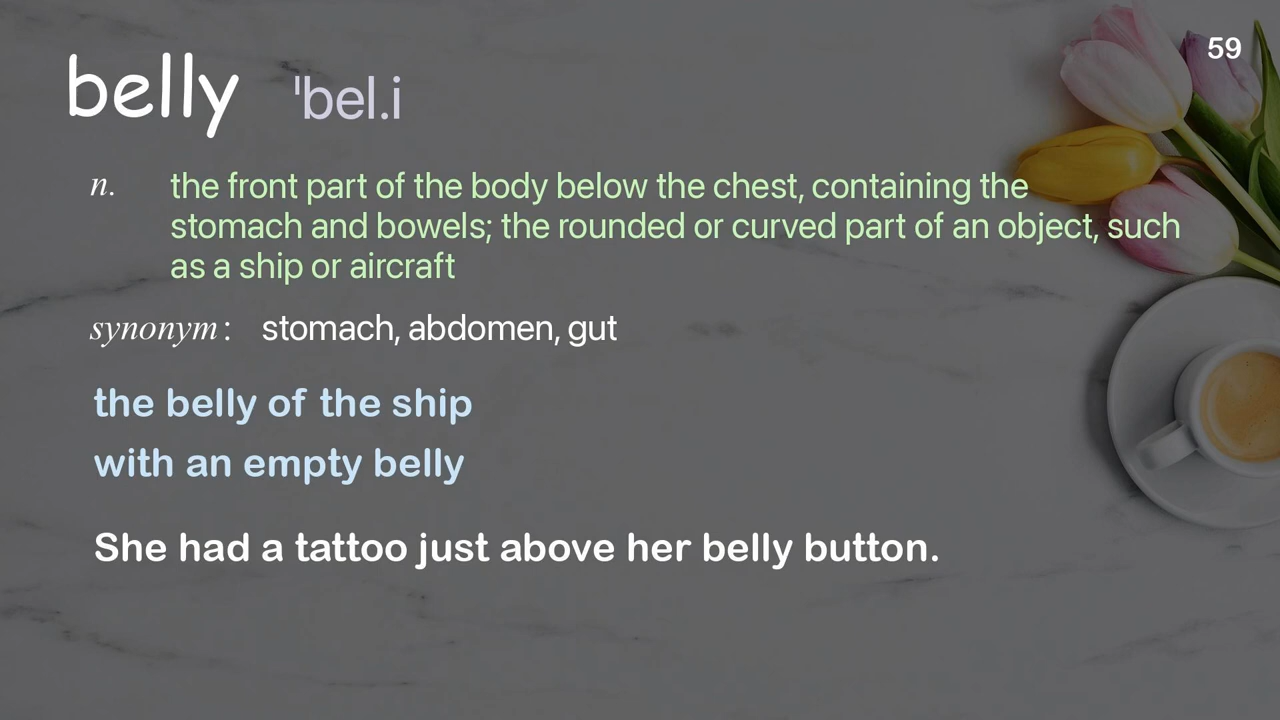 59
belly ˈbel.i
n. the front part of the body below the chest, containing the
stomach and bowels; the rounded or curved part of an object, such
as a ship or aircraft
synonym: stomach, abdomen, gut
the belly of the ship
with an empty belly
She had a tattoo just above her belly button.